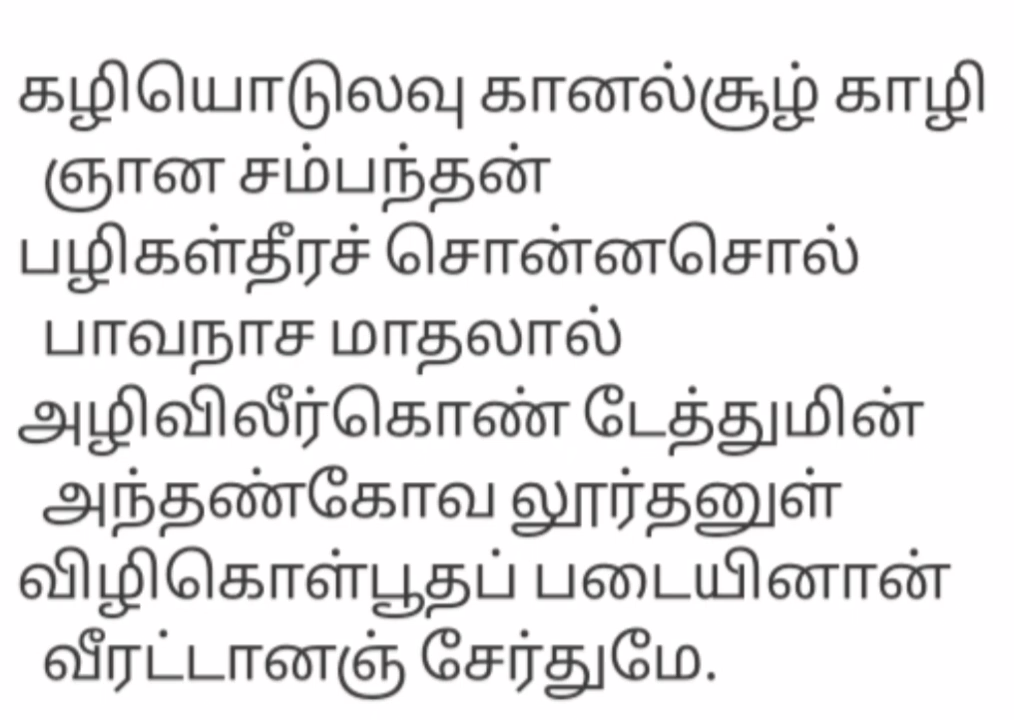 கழியொடுலவு கானல்சூழ் காழி
ஞான சம்பந்தன்
பழிகள்தீரச் சொன்னசொல்
பாவநாச மாதலால்
அழிவிலீர்கொண் டேத்துமின்
அந்தண்கோவ லூர்தனுள்
விழிகொள்பூதப் படையினான்
வீரட்டானஞ் சேர்துமே.